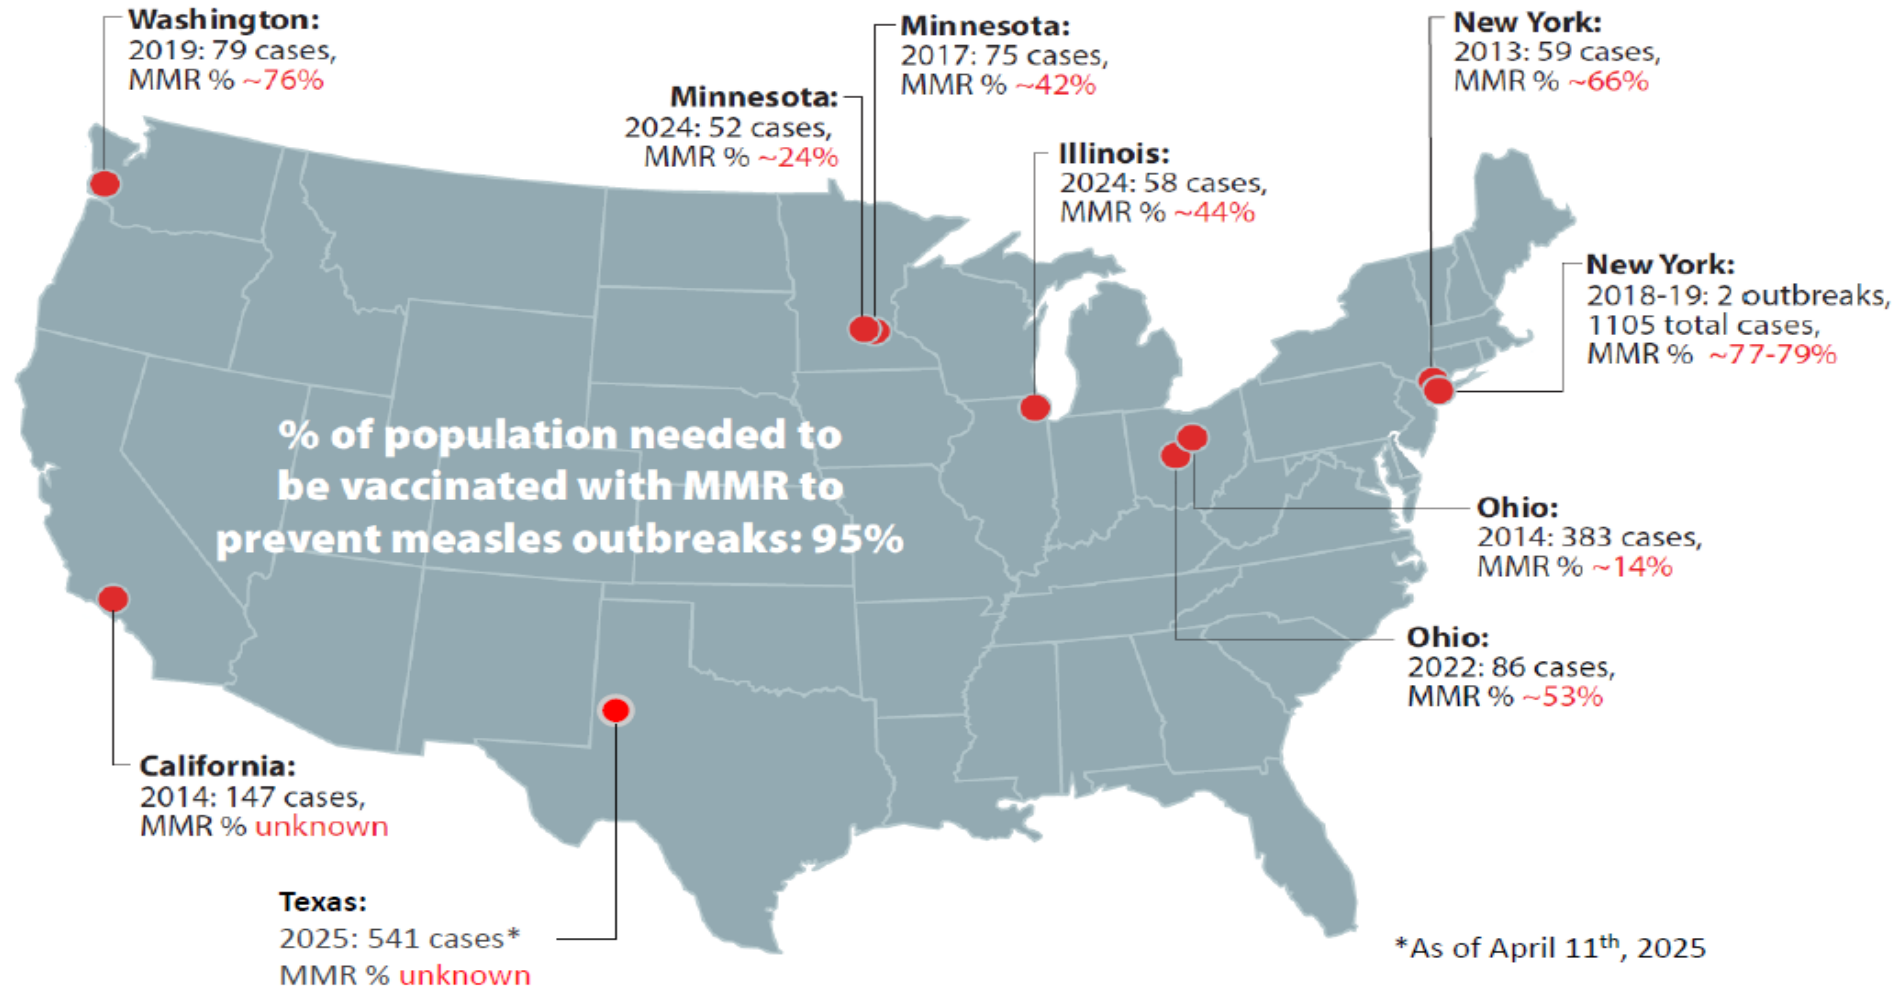 Washington:
2019: 79 cases,
MMR % ~76%
Minnesota:
2017: 75 cases,
MMR % ~42%
New York:
2013: 59 cases,
MMR % ~66%
Minnesota:
2024: 52 cases,
MMR % ~24%
Illinois:
2024: 58 cases,
MMR % ~44%
New York:
2018-19: 2 outbreaks,
1105 total cases,
MMR % ~77-79%
% of population needed to
be vaccinated with MMR to
prevent measles outbreaks: 95%
Ohio:
2014: 383 cases,
MMR % ~14%
Ohio:
2022: 86 cases,
MMR % ~53%
California:
2014: 147 cases,
MMR % unknown
Texas:
2025: 541 cases*
MMR % unknown
*As of April 11th, 2025